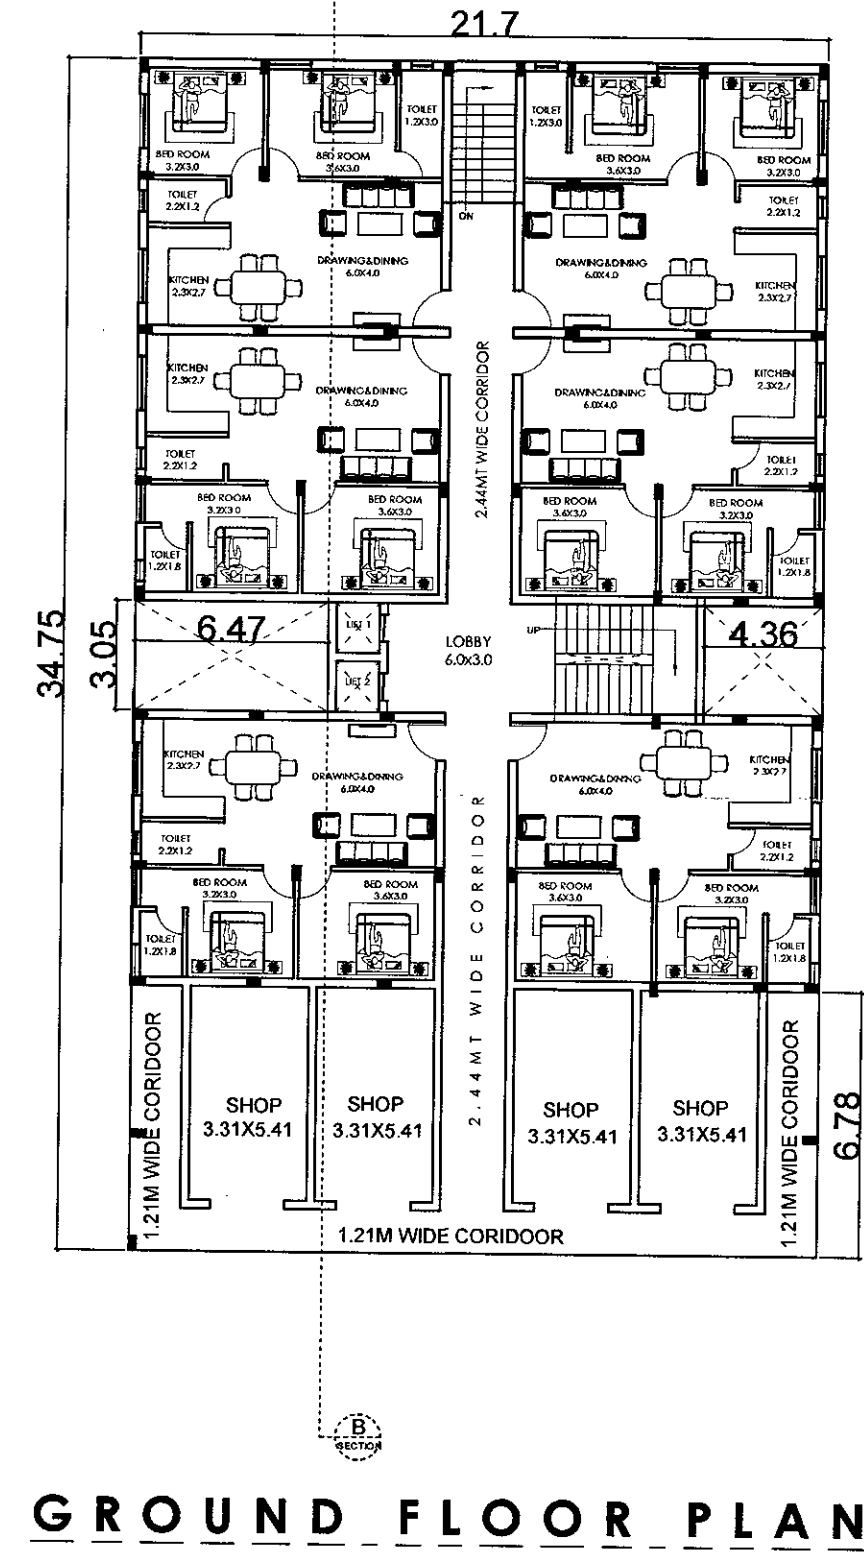 21.7
BED ROOM
3.2X3.0
BED ROOM
3.6X3.0
TOILET
1.2X3.0
TOILET
1.2X3.0
BED ROOM
3.6X3.0
BED ROOM
3.2X3.0
TOILET
2.2X1.2
DN
TOILET
2.2X1.2
DRAWING&DINING
6.0X4.0
DRAWING&DINING
6.0X4.0
KITCHEN
2.3X2.7
KITCHEN
2.3X2.7
2.44MT WIDE CORRIDOR
KITCHEN
2.3X2.7
DRAWING&DINING
6.0X4.0
DRAWING&DINING
6.0X4.0
KITCHEN
2.3X2.7
TOILET
2.2X1.2
TOILET
2.2X1.2
BED ROOM
3.2X3.0
BED ROOM
3.6X3.0
BED ROOM
3.6X3.0
BED ROOM
3.2X3.0
TOILET
1.2X1.8
TOILET
1.2X1.8
34.75
3.05
6.47
LIFT 1
LIFT 2
LOBBY
6.0x3.0
UP
4.36
KITCHEN
2.3X2.7
DRAWING&DINING
6.0X4.0
DRAWING&DINING
6.0X4.0
KITCHEN
2.3X2.7
TOILET
2.2X1.2
TOILET
2.2X1.2
2.44MT WIDE CORRIDOR
BED ROOM
3.2X3.0
BED ROOM
3.6X3.0
BED ROOM
3.6X3.0
BED ROOM
3.2X3.0
TOILET
1.2X1.8
TOILET
1.2X1.8
1.21M WIDE CORIDOOR
SHOP
3.31X5.41
SHOP
3.31X5.41
SHOP
3.31X5.41
SHOP
3.31X5.41
1.21M WIDE CORIDOOR
6.78
1.21M WIDE CORIDOOR
B
SECTION
GROUND FLOOR PLAN